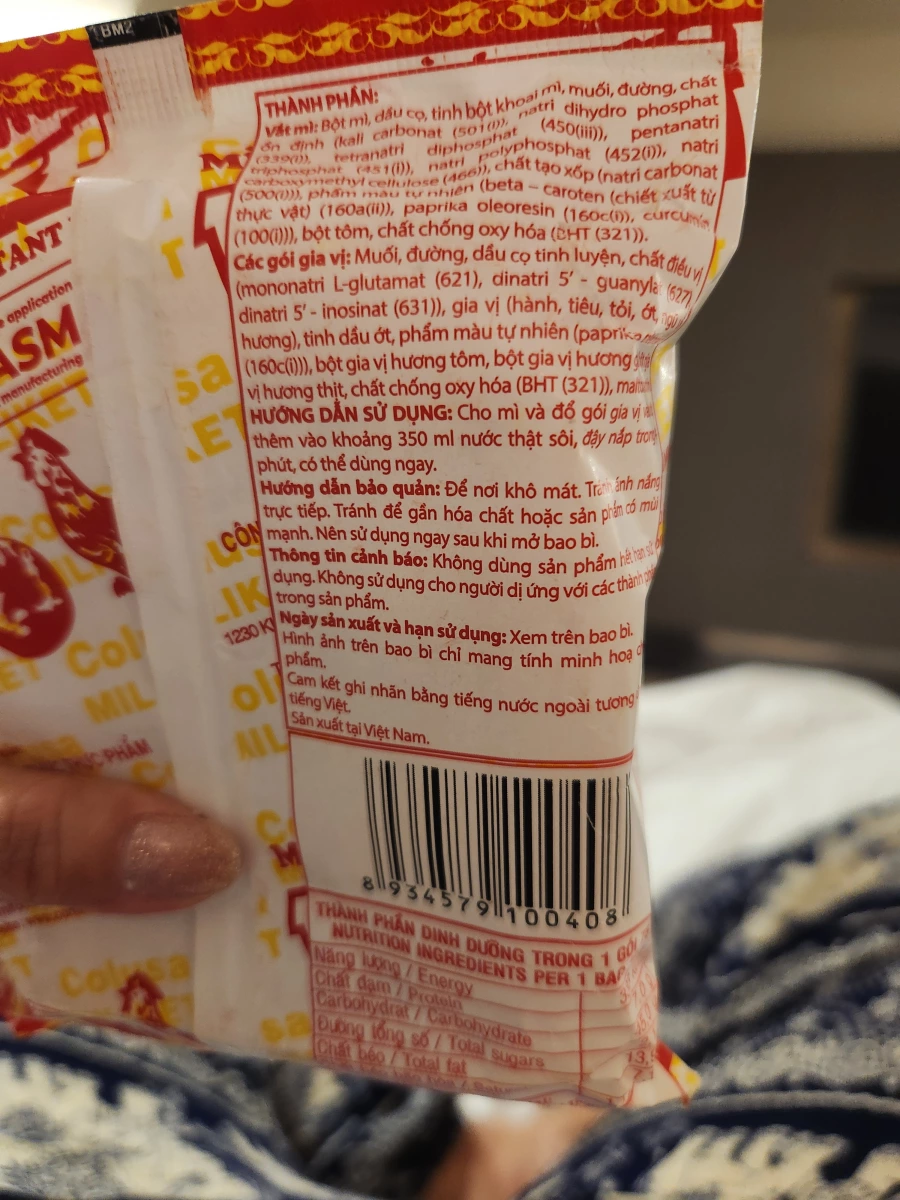 BM2
THÀNH PHẦN:
Vắt mì: Bột mì, dầu cọ, tinh bột khoai mì, muối, đường, chất
ổn định (kali carbonat (501(i)), natri dihydro phosphat
(339(i)), tetranatri diphosphat (450(iii)), pentanatri
triphosphat (451(i)), natri polyphosphat (452(i)), natri
carboxymethyl cellulose (466)), chất tạo xốp (natri carbonat
(500(i))), phẩm màu tự nhiên (beta – caroten (chiết xuất từ
thực vật) (160a(ii)), paprika oleoresin (160c(i)), curcumin
(100(i))), bột tôm, chất chống oxy hóa (BHT (321)).
Các gói gia vị: Muối, đường, dầu cọ tinh luyện, chất điều vị
(mononatri L-glutamat (621), dinatri 5' - guanyla (627),
dinatri 5' - inosinat (631)), gia vị (hành, tiêu, tỏi, ớt, ngũ
hương), tinh dầu ớt, phẩm màu tự nhiên (paprika
(160c(i))), bột gia vị hương tôm, bột gia vị hương
vị hương thịt, chất chống oxy hóa (BHT (321)),
HƯỚNG DẪN SỬ DỤNG: Cho mì và đổ gói gia vị
thêm vào khoảng 350 ml nước thật sôi, đậy nắp trong
phút, có thể dùng ngay.
Hướng dẫn bảo quản: Để nơi khô mát. Tránh ánh nắng
trực tiếp. Tránh để gần hóa chất hoặc sản phẩm có mùi
mạnh. Nên sử dụng ngay sau khi mở bao bì.
Thông tin cảnh báo: Không dùng sản phẩm hết hạn sử
dụng. Không sử dụng cho người dị ứng với các thành phần
trong sản phẩm.
Ngày sản xuất và hạn sử dụng: Xem trên bao bì.
Hình ảnh trên bao bì chỉ mang tính minh hoạ
phẩm.
Cam kết ghi nhãn bằng tiếng nước ngoài tương
tiếng Việt.
Sản xuất tại Việt Nam.
8 934579 100408
THÀNH PHẦN DINH DƯỠNG TRONG 1 GÓI
NUTRITION INGREDIENTS PER 1 BAG
Năng lượng / Energy
Chất đạm / Protein
Carbohydrat / Carbohydrate
Đường tổng số / Total sugars
Chất béo / Total fat
TANT
application
ASM
manufacturing
CÔN
1230 K
C PHẨM
Colusa
MILIKET